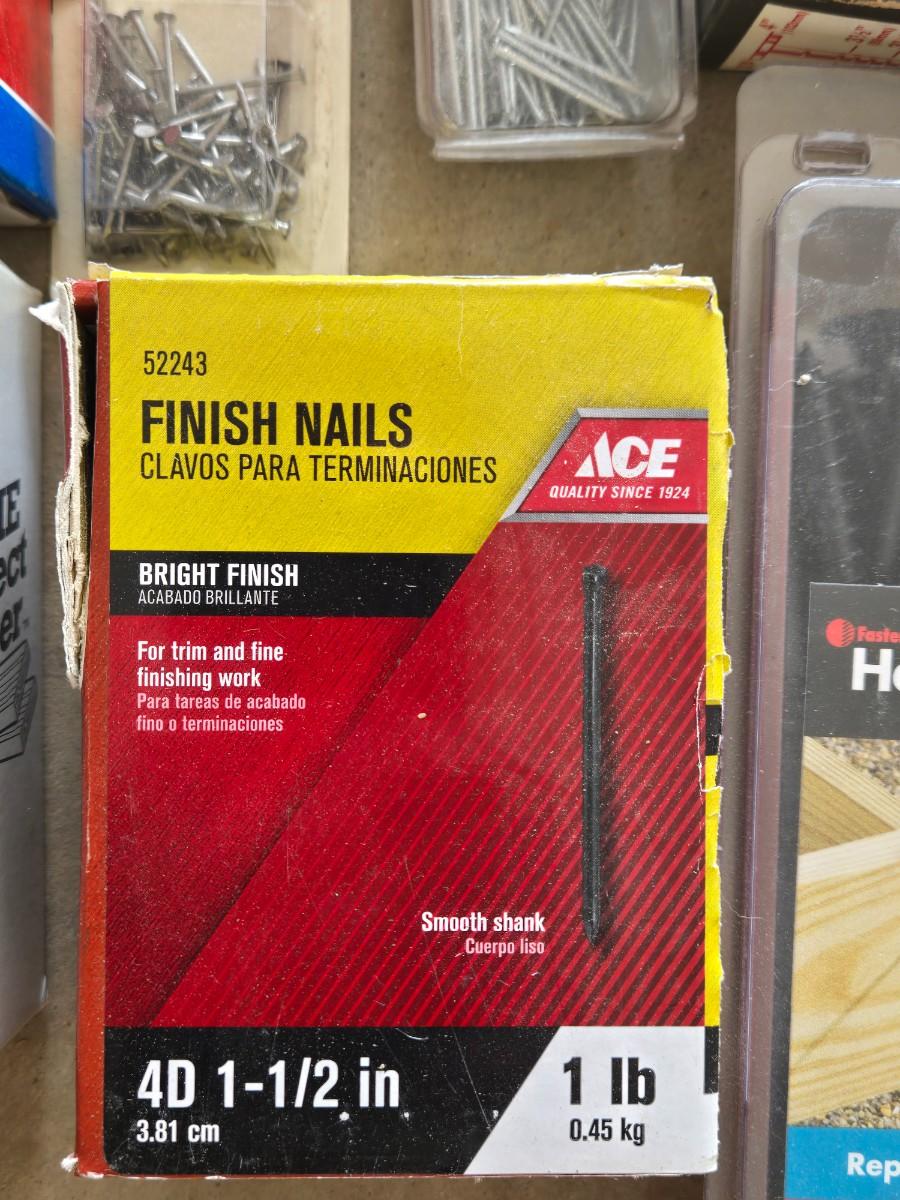 52243
FINISH NAILS
CLAVOS PARA TERMINACIONES
ACE
QUALITY SINCE 1924
BRIGHT FINISH
ACABADO BRILLANTE
For trim and fine
finishing work
Para tareas de acabado
fino o terminaciones
Smooth shank
Cuerpo liso
4D 1-1/2 in
3.81 cm
1 lb
0.45 kg